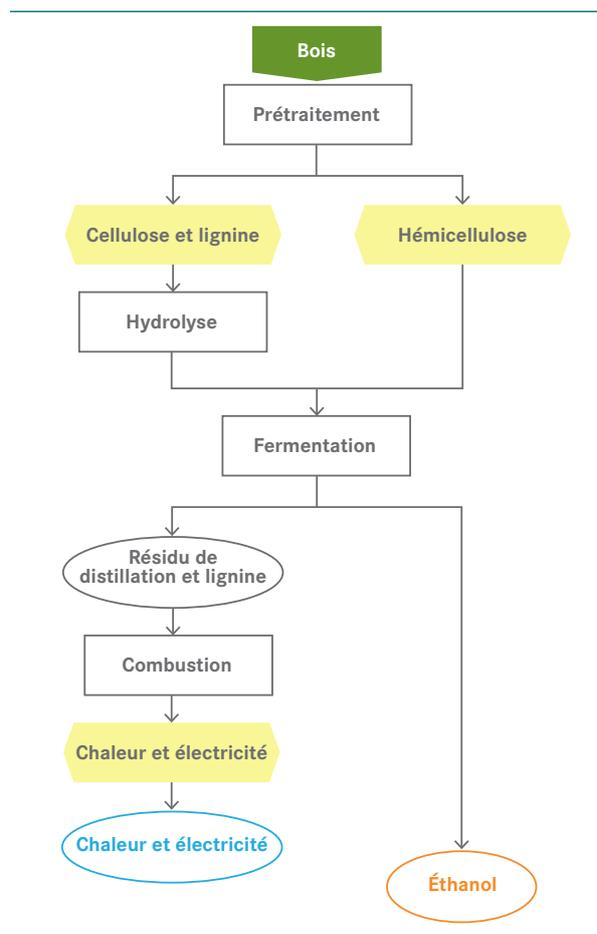 Bois
Prétraitement
Cellulose et lignine
Hémicellulose
Hydrolyse
Fermentation
Résidu de
distillation et lignine
Combustion
Chaleur et électricité
Chaleur et électricité
Éthanol